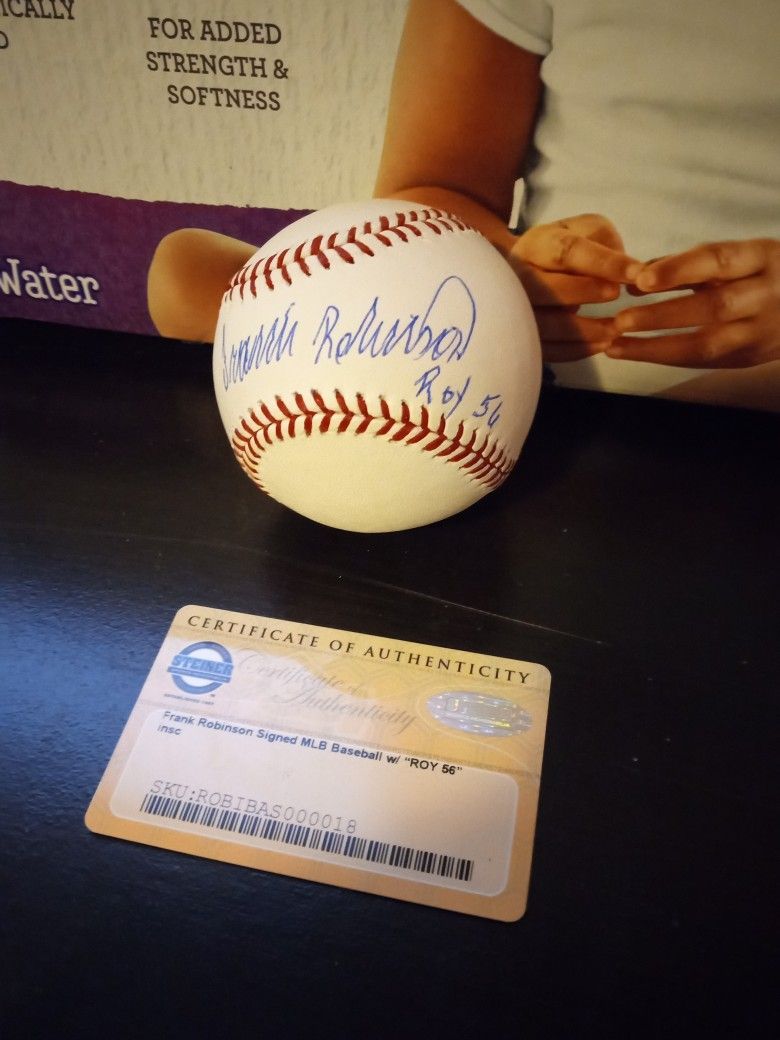 ICALLY
FOR ADDED
STRENGTH &
SOFTNESS
Water
Frank Robinson
Roy 56
CERTIFICATE OF AUTHENTICITY
STEINER
Certificate of
Authenticity
Frank Robinson Signed MLB Baseball w/ "ROY 56"
insc
SKU:ROBIBAS000018